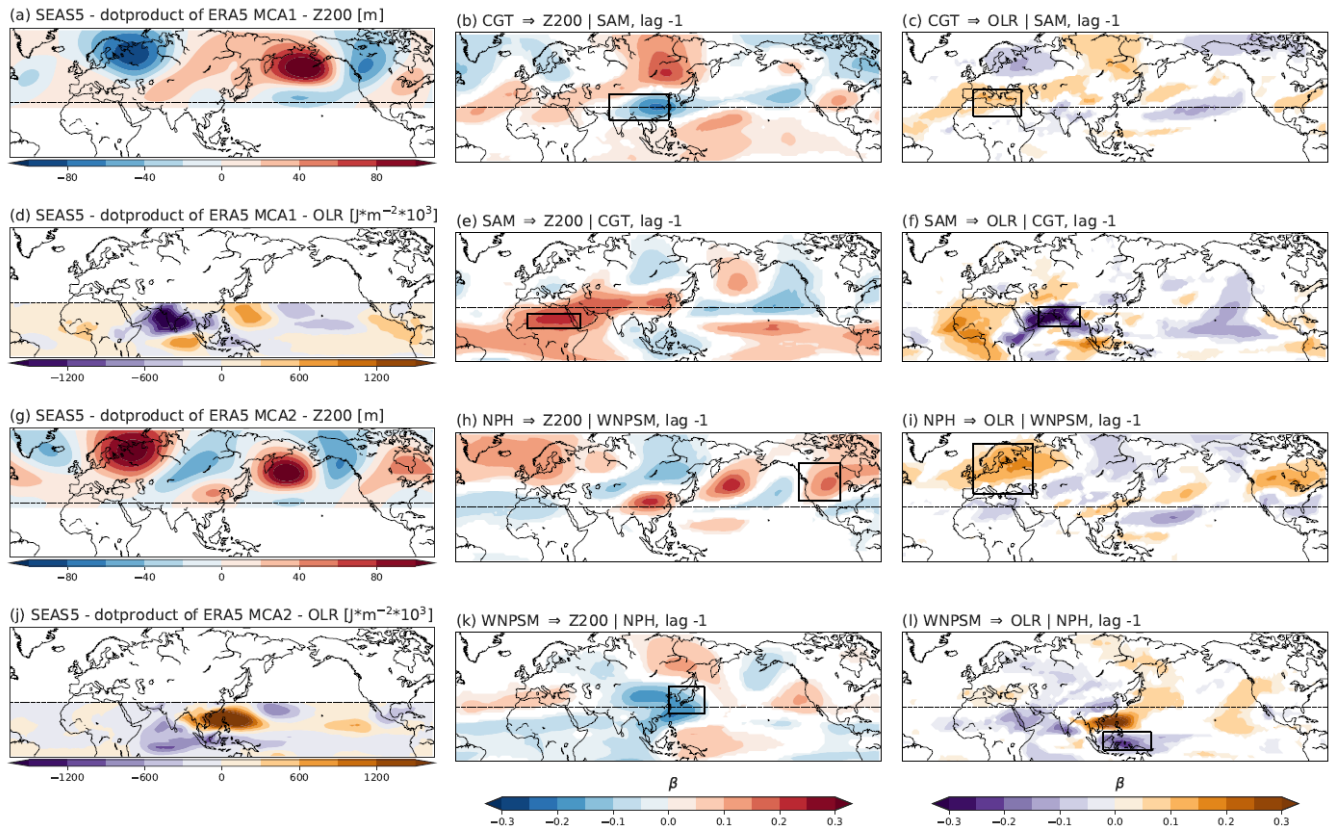 (a) SEAS5 - dotproduct of ERA5 MCA1 - Z200 [m]
(b) CGT ⇒ Z200 | SAM, lag -1
(c) CGT ⇒ OLR | SAM, lag -1
−80 −40 0 40 80
(d) SEAS5 - dotproduct of ERA5 MCA1 - OLR [J*m⁻²*10³]
(e) SAM ⇒ Z200 | CGT, lag -1
(f) SAM ⇒ OLR | CGT, lag -1
−1200 −600 0 600 1200
(g) SEAS5 - dotproduct of ERA5 MCA2 - Z200 [m]
(h) NPH ⇒ Z200 | WNPSM, lag -1
(i) NPH ⇒ OLR | WNPSM, lag -1
−80 −40 0 40 80
(j) SEAS5 - dotproduct of ERA5 MCA2 - OLR [J*m⁻²*10³]
(k) WNPSM ⇒ Z200 | NPH, lag -1
(l) WNPSM ⇒ OLR | NPH, lag -1
−1200 −600 0 600 1200
β
−0.3 −0.2 −0.1 0.0 0.1 0.2 0.3
β
−0.3 −0.2 −0.1 0.0 0.1 0.2 0.3